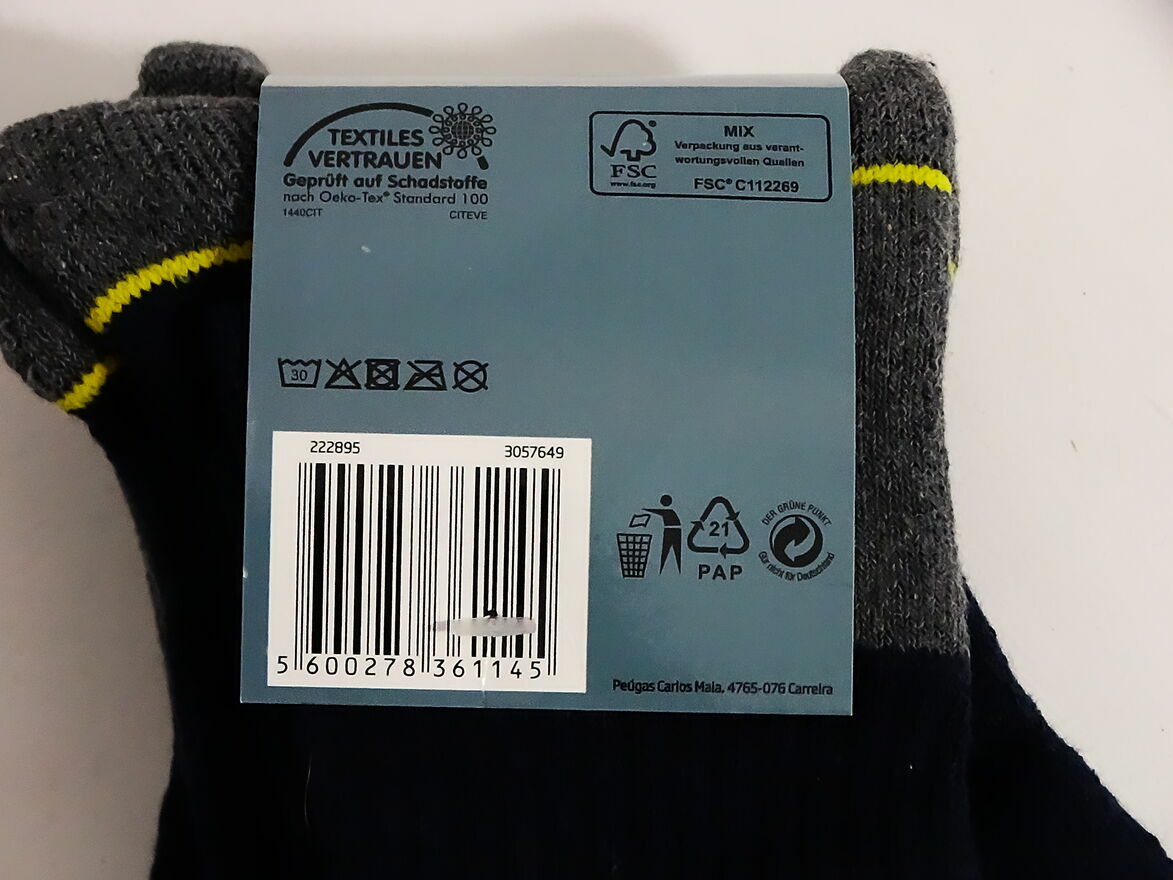 TEXTILES
VERTRAUEN
Geprüft auf Schadstoffe
nach Oeko-Tex® Standard 100
1440CIT CITEVE
FSC
www.fsc.org
MIX
Verpackung aus verant-
wortungsvollen Quellen
FSC® C112269
30
222895 3057649
5 600278 361145
21
PAP
DER GRÜNE PUNKT
Gilt nicht für Deutschland
Peúgas Carlos Maia, 4765-076 Carreira